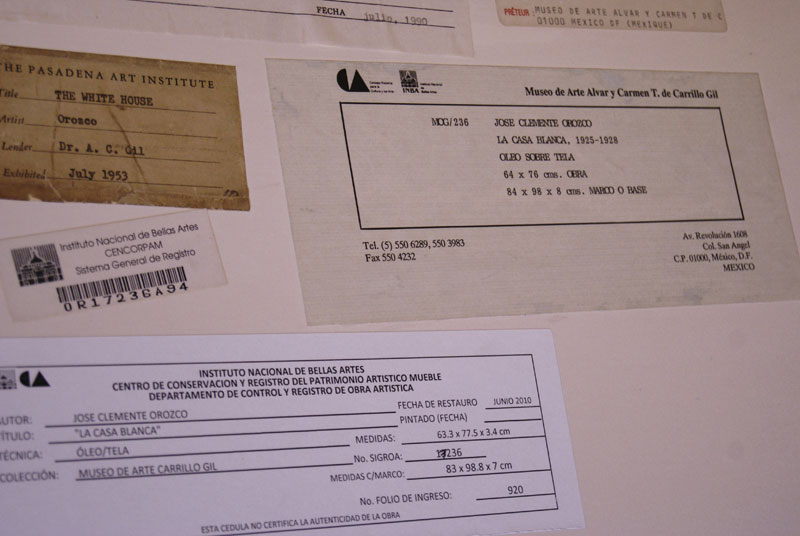 FECHA julio, 1990
PRÊTEUR: MUSEO DE ARTE ALVAR Y CARMEN T DE C
01000 MEXICO DF (MEXIQUE)
THE PASADENA ART INSTITUTE
Title THE WHITE HOUSE
Artist Orozco
Lender Dr. A. C. Gil
Exhibited July 1953
INBA
Museo de Arte Alvar y Carmen T. de Carrillo Gil
MCG/236 JOSE CLEMENTE OROZCO
LA CASA BLANCA, 1925-1928
OLEO SOBRE TELA
64 x 76 cms. OBRA
84 x 98 x 8 cms. MARCO O BASE
Tel. (5) 550 6289, 550 3983
Fax 550 4232
Av. Revolución 1608
Col. San Angel
C.P. 01000, México, D.F.
MEXICO
Instituto Nacional de Bellas Artes
CENCORPAM
Sistema General de Registro
0R17236A94
INSTITUTO NACIONAL DE BELLAS ARTES
CENTRO DE CONSERVACION Y REGISTRO DEL PATRIMONIO ARTISTICO MUEBLE
DEPARTAMENTO DE CONTROL Y REGISTRO DE OBRA ARTISTICA
AUTOR: JOSE CLEMENTE OROZCO
TÍTULO: "LA CASA BLANCA"
TÉCNICA: ÓLEO/TELA
COLECCIÓN: MUSEO DE ARTE CARRILLO GIL
FECHA DE RESTAURO JUNIO 2010
PINTADO (FECHA)
MEDIDAS: 63.3 x 77.5 x 3.4 cm
No. SIGROA: 17236
MEDIDAS C/MARCO: 83 x 98.8 x 7 cm
No. FOLIO DE INGRESO: 920
ESTA CEDULA NO CERTIFICA LA AUTENTICIDAD DE LA OBRA